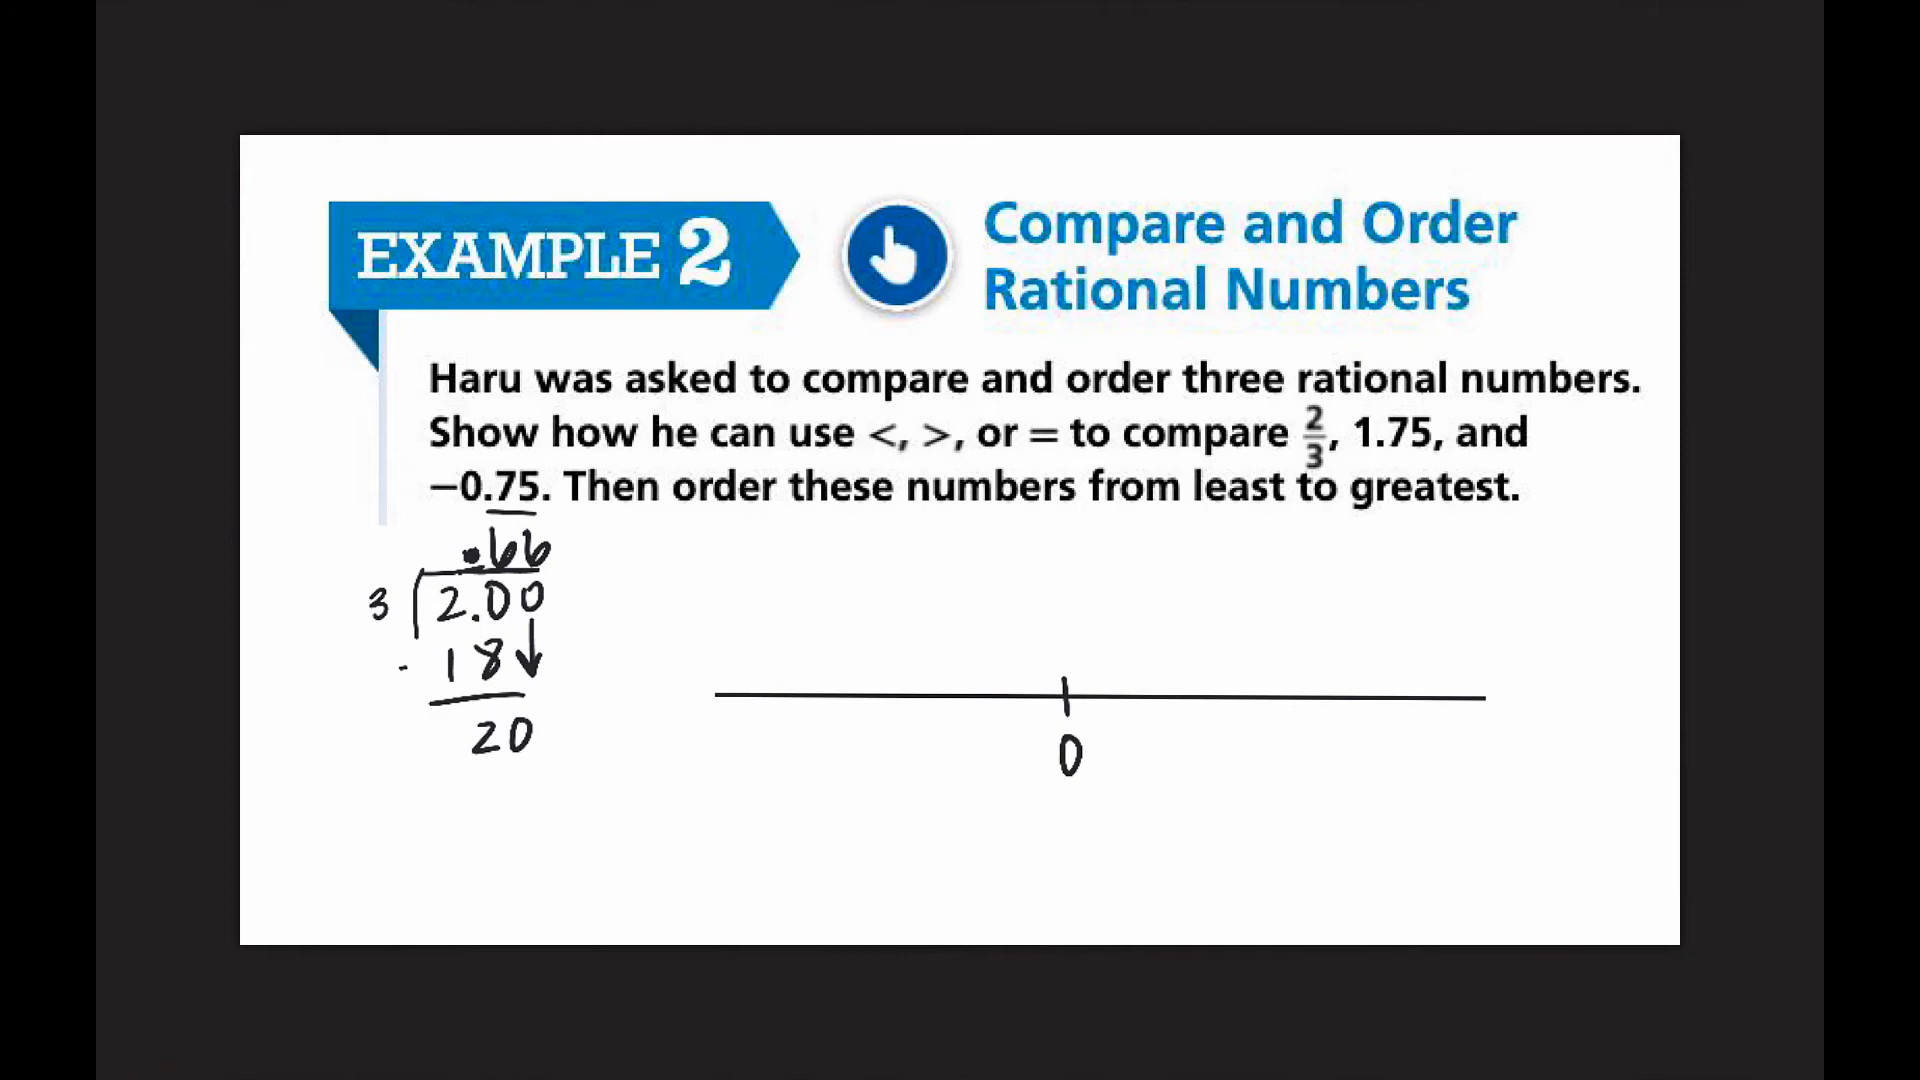 EXAMPLE 2
Compare and Order
Rational Numbers
Haru was asked to compare and order three rational numbers.
Show how he can use <, >, or = to compare 2/3, 1.75, and
−0.75. Then order these numbers from least to greatest.
.66
3 2.00
- 18
20
0